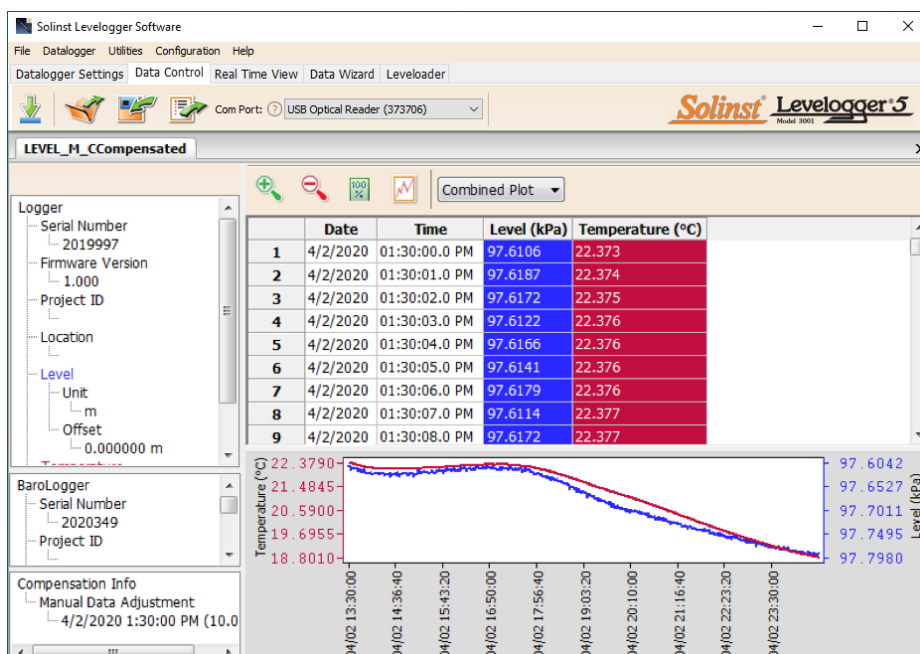 Solinst Levelogger Software
File Datalogger Utilities Configuration Help
Datalogger Settings Data Control Real Time View Data Wizard Leveloader
Com Port: ? USB Optical Reader (373706)
Solinst® Levelogger® 5
Model 3001
LEVEL_M_CCompensated
100 %
Combined Plot
Logger
Serial Number
2019997
Firmware Version
1.000
Project ID
Location
Level
Unit
m
Offset
0.000000 m
Temperature
BaroLogger
Serial Number
2020349
Project ID
Compensation Info
Manual Data Adjustment
4/2/2020 1:30:00 PM (10.0
Date Time Level (kPa) Temperature (°C)
1 4/2/2020 01:30:00.0 PM 97.6106 22.373
2 4/2/2020 01:30:01.0 PM 97.6187 22.374
3 4/2/2020 01:30:02.0 PM 97.6172 22.375
4 4/2/2020 01:30:03.0 PM 97.6122 22.376
5 4/2/2020 01:30:04.0 PM 97.6166 22.376
6 4/2/2020 01:30:05.0 PM 97.6141 22.376
7 4/2/2020 01:30:06.0 PM 97.6179 22.376
8 4/2/2020 01:30:07.0 PM 97.6114 22.377
9 4/2/2020 01:30:08.0 PM 97.6172 22.377
Temperature (°C)
22.3790
21.4845
20.5900
19.6955
18.8010
97.6042
97.6527
97.7011
97.7495
97.7980
Level (kPa)
04/02 13:30:00
04/02 14:36:40
04/02 15:43:20
04/02 16:50:00
04/02 17:56:40
04/02 19:03:20
04/02 20:10:00
04/02 21:16:40
04/02 22:23:20
04/02 23:30:00